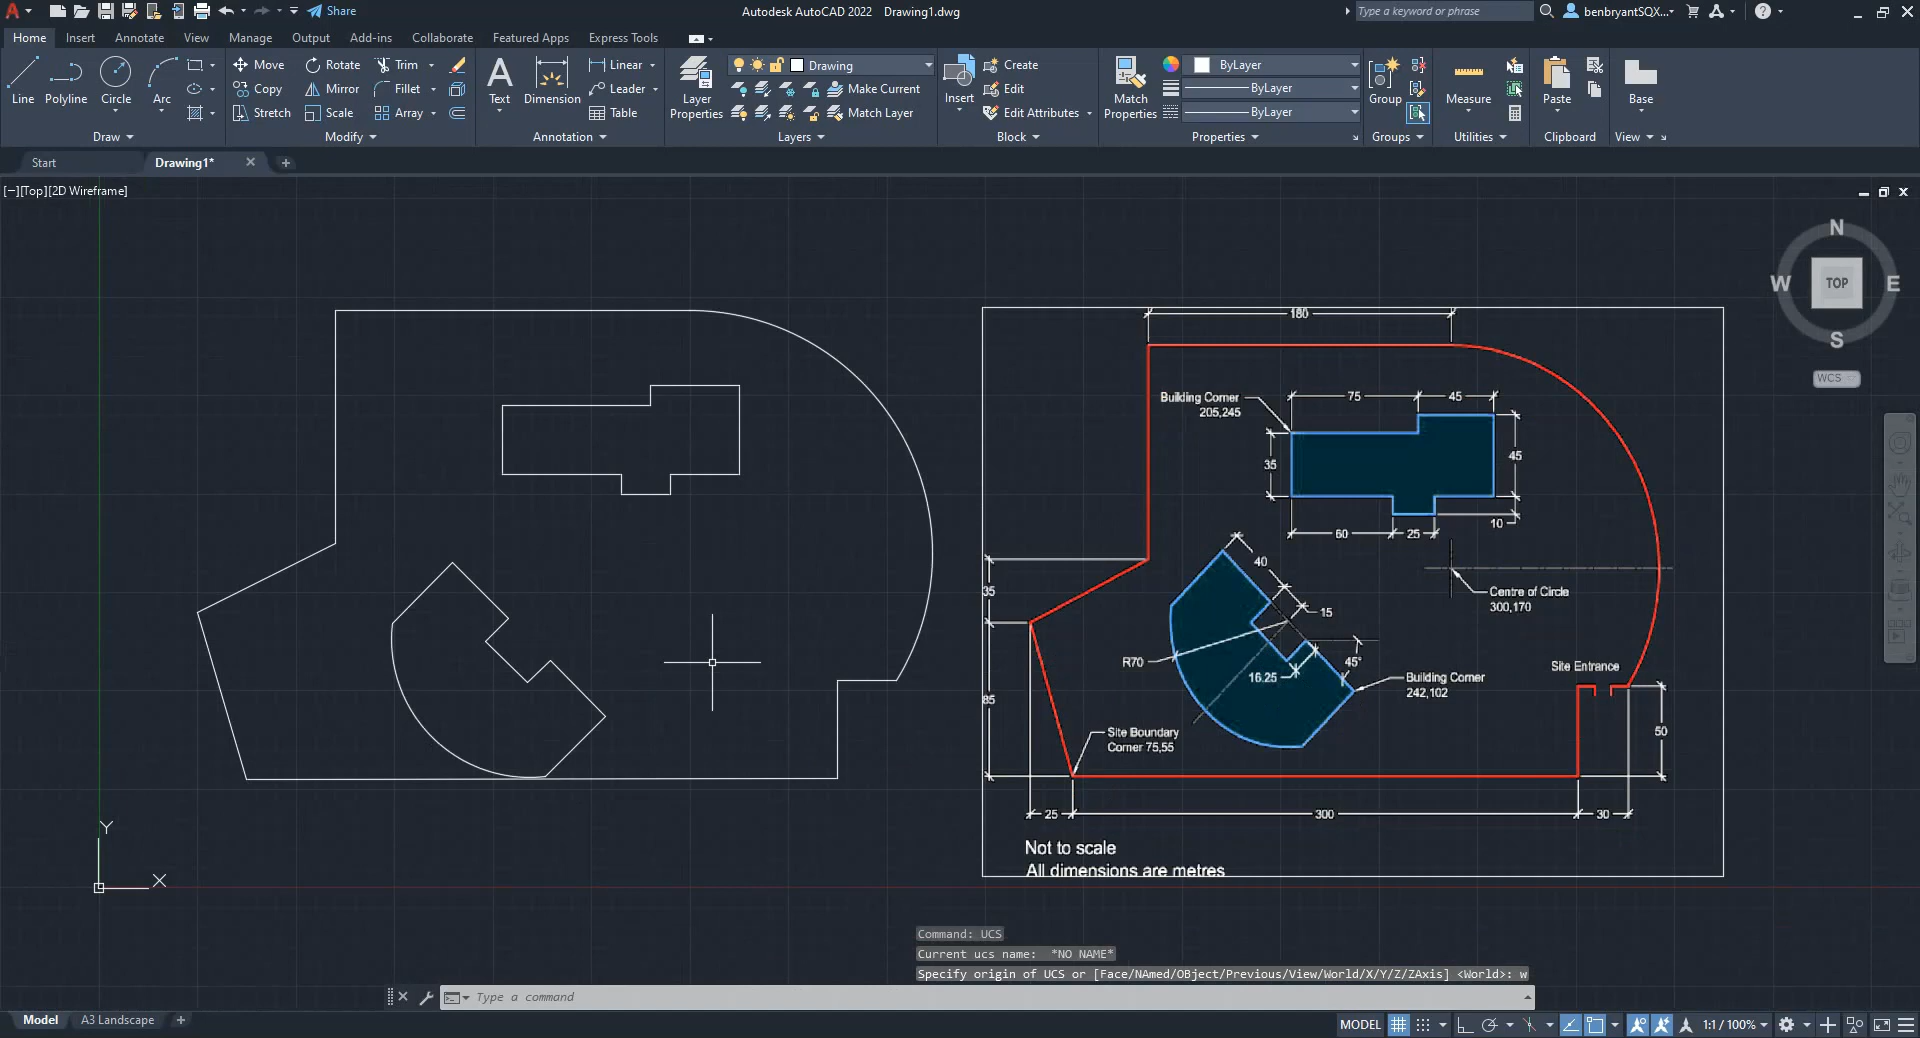 Share
Autodesk AutoCAD 2022 Drawing1.dwg
Type a keyword or phrase
benbryantSQX...
Home Insert Annotate View Manage Output Add-ins Collaborate Featured Apps Express Tools
Line Polyline Circle Arc
Move Rotate Trim
Copy Mirror Fillet
Stretch Scale Array
Text Dimension
Linear
Leader
Table
Layer
Properties
Drawing
Make Current
Match Layer
Insert
Create
Edit
Edit Attributes
Match
Properties
ByLayer
ByLayer
ByLayer
Group
Measure
Paste
Base
Draw Modify Annotation Layers Block Properties Groups Utilities Clipboard View
Start Drawing1*
[−][Top][2D Wireframe]
N
W TOP E
S
WCS
180
Building Corner
205,245
75 45
35
45
60 25
10
40
15
Centre of Circle
300,170
35
R70
16.25
45°
Building Corner
242,102
Site Entrance
85
Site Boundary
Corner 75,55
50
25 300 30
Not to scale
All dimensions are metres
Y
X
Command: UCS
Current ucs name: *NO NAME*
Specify origin of UCS or [Face/NAmed/OBject/Previous/View/World/X/Y/Z/ZAxis] <World>: w
Type a command
Model A3 Landscape
MODEL
1:1 / 100%